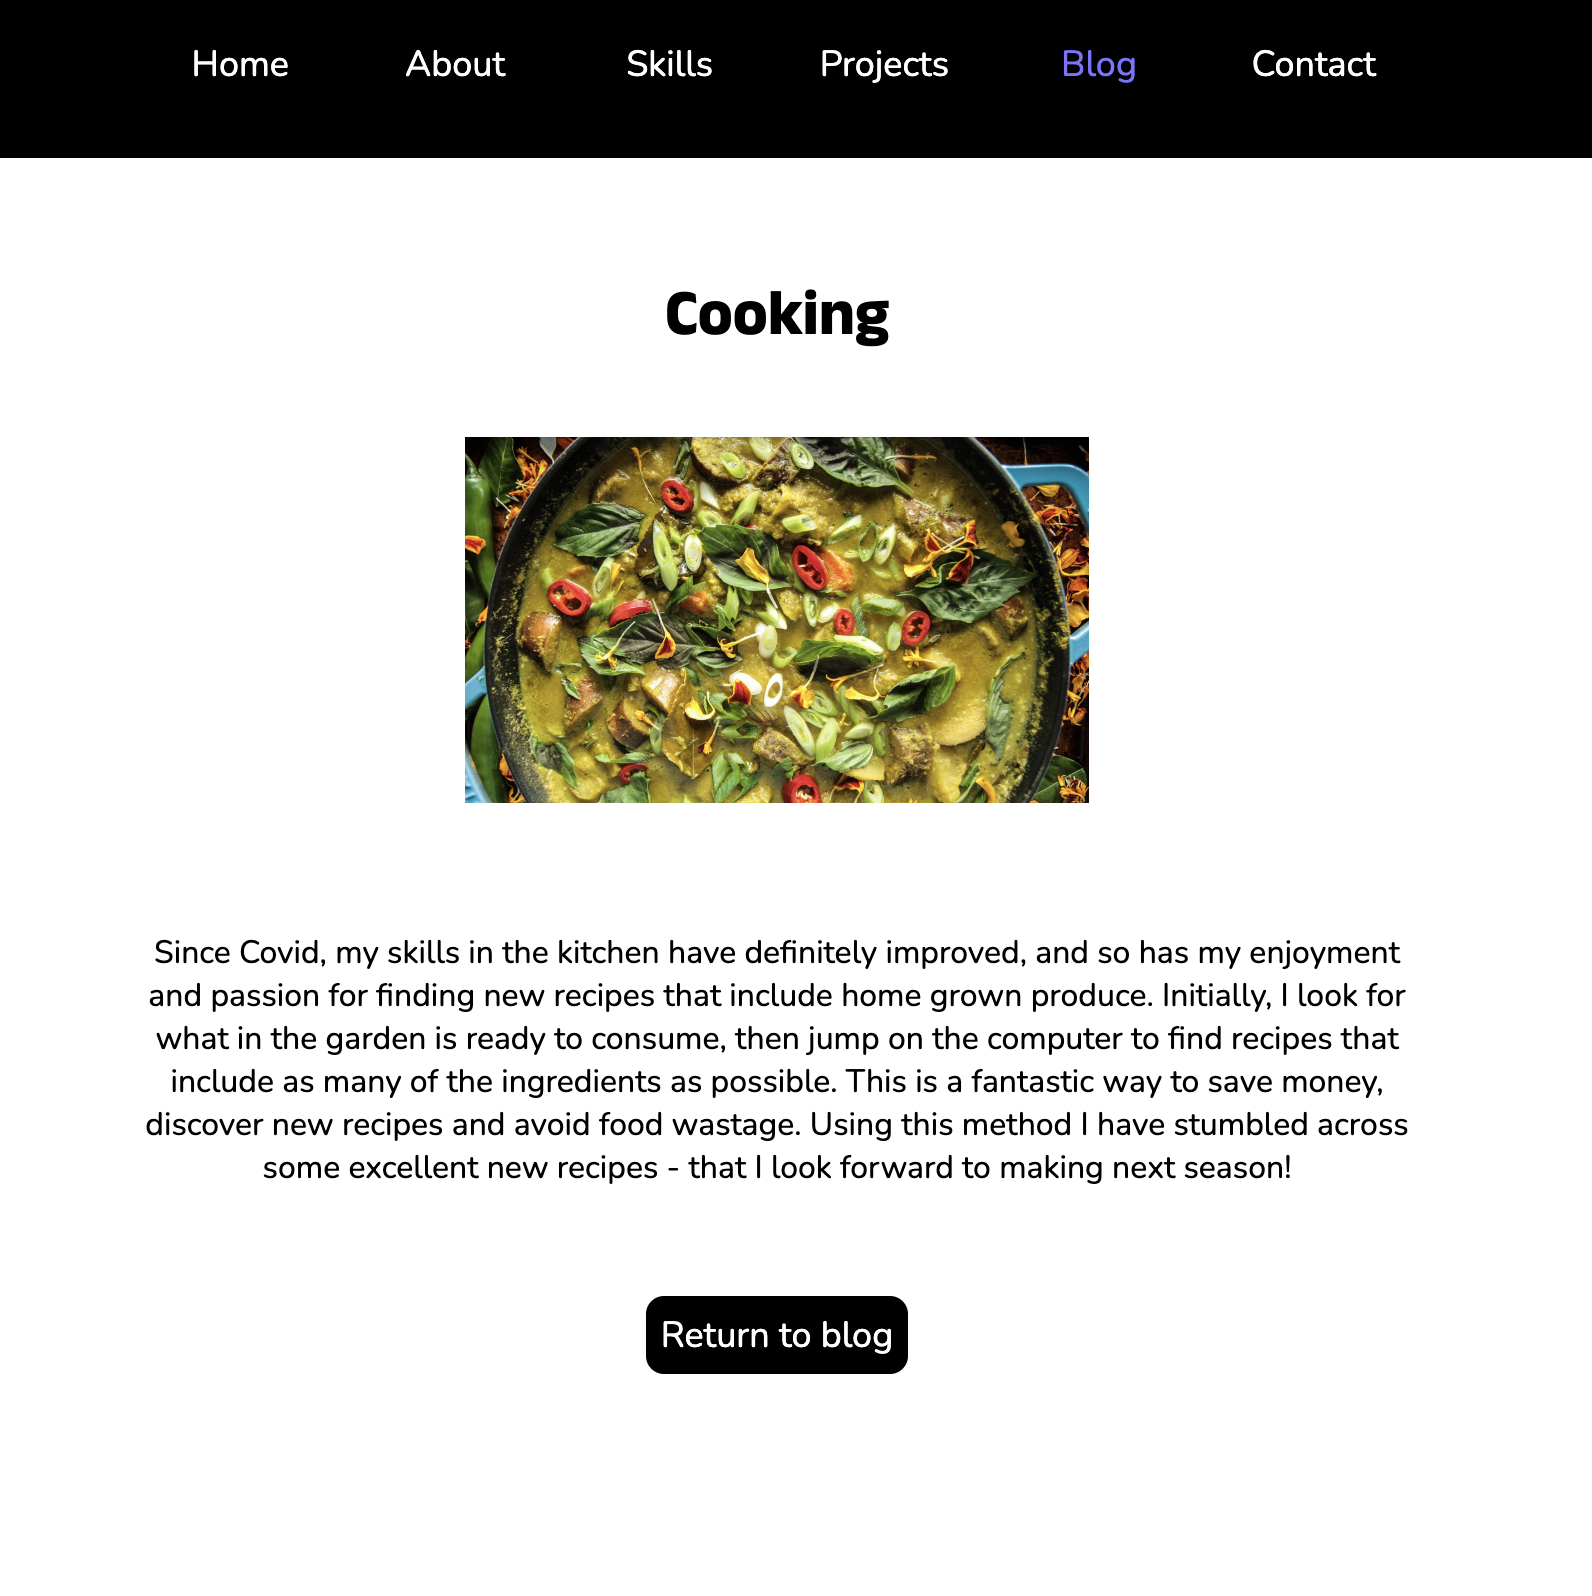 Home About Skills Projects Blog Contact
Cooking
Since Covid, my skills in the kitchen have definitely improved, and so has my enjoyment
and passion for finding new recipes that include home grown produce. Initially, I look for
what in the garden is ready to consume, then jump on the computer to find recipes that
include as many of the ingredients as possible. This is a fantastic way to save money,
discover new recipes and avoid food wastage. Using this method I have stumbled across
some excellent new recipes - that I look forward to making next season!
Return to blog